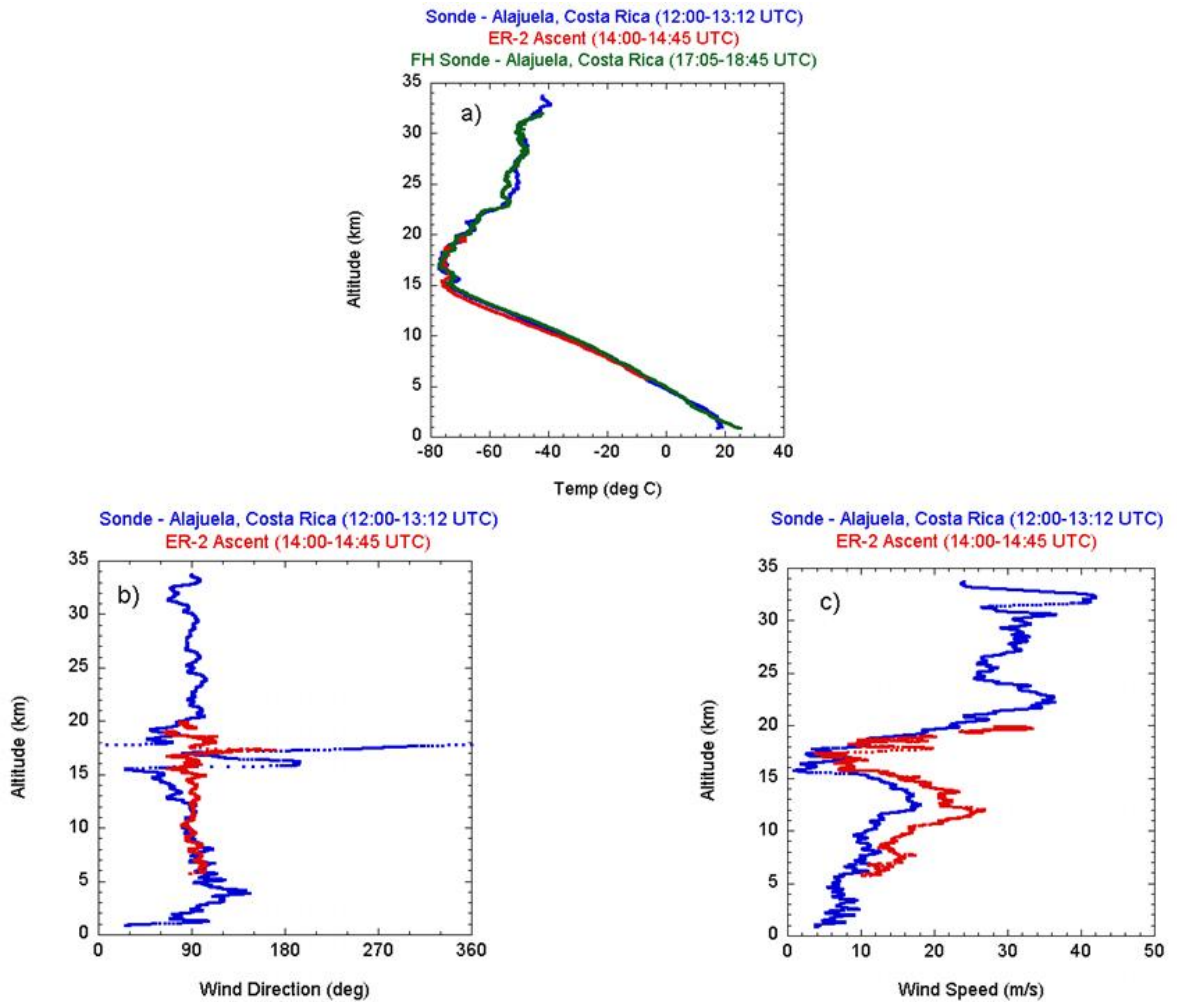 Sonde - Alajuela, Costa Rica (12:00-13:12 UTC)
ER-2 Ascent (14:00-14:45 UTC)
FH Sonde - Alajuela, Costa Rica (17:05-18:45 UTC)
a)
35
30
25
20
15
10
5
0
Altitude (km)
-80 -60 -40 -20 0 20 40
Temp (deg C)
Sonde - Alajuela, Costa Rica (12:00-13:12 UTC)
ER-2 Ascent (14:00-14:45 UTC)
b)
35
30
25
20
15
10
5
0
Altitude (km)
0 90 180 270 360
Wind Direction (deg)
Sonde - Alajuela, Costa Rica (12:00-13:12 UTC)
ER-2 Ascent (14:00-14:45 UTC)
c)
35
30
25
20
15
10
5
0
Altitude (km)
0 10 20 30 40 50
Wind Speed (m/s)